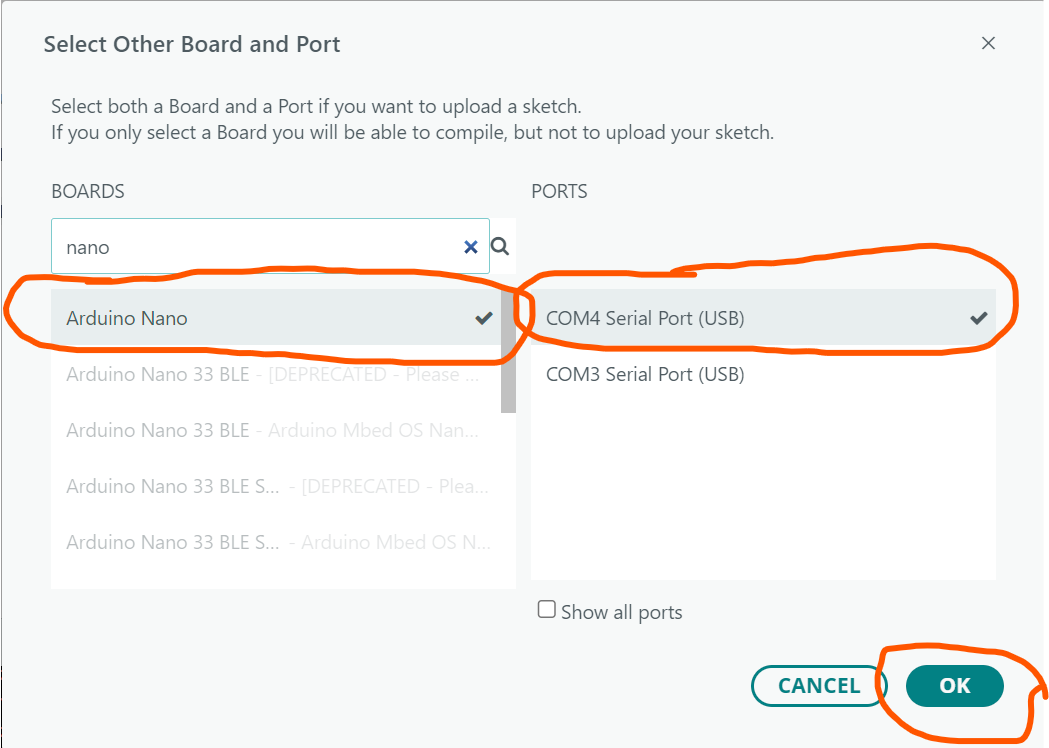 Select Other Board and Port
Select both a Board and a Port if you want to upload a sketch.
If you only select a Board you will be able to compile, but not to upload your sketch.
BOARDS
nano
Arduino Nano
Arduino Nano 33 BLE - [DEPRECATED - Please ...
Arduino Nano 33 BLE - Arduino Mbed OS Nan...
Arduino Nano 33 BLE S... - [DEPRECATED - Plea...
Arduino Nano 33 BLE S... - Arduino Mbed OS N...
PORTS
COM4 Serial Port (USB)
COM3 Serial Port (USB)
Show all ports
CANCEL
OK